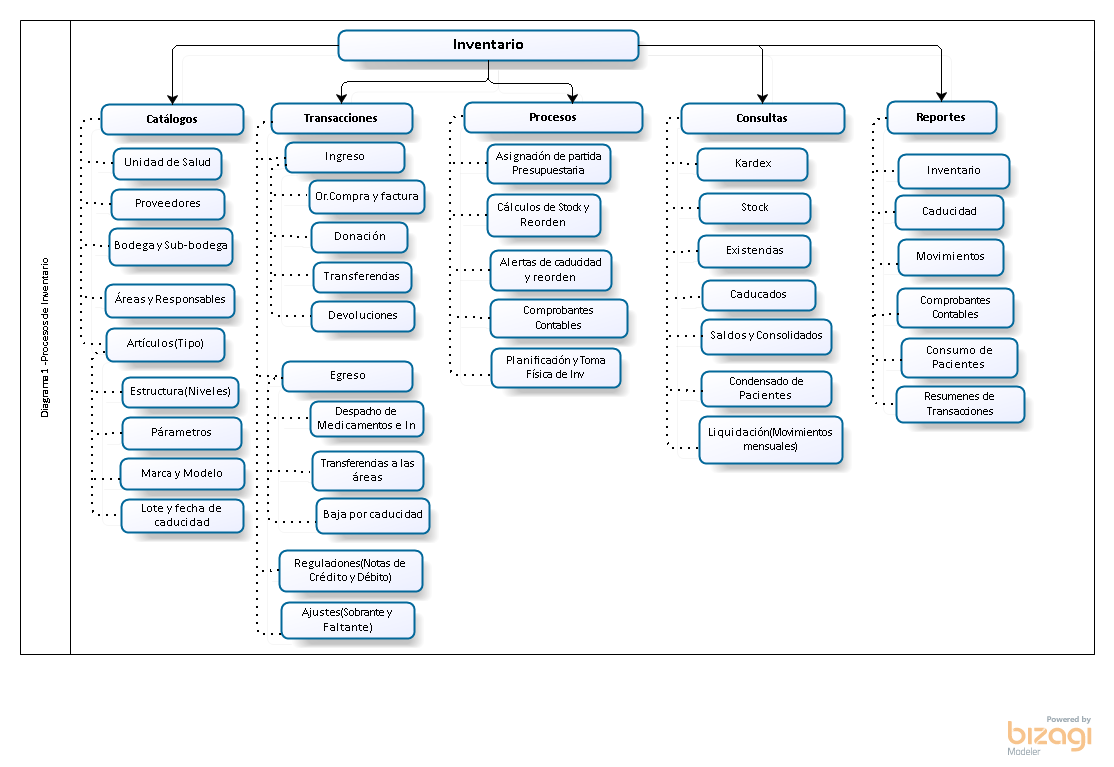 Diagrama 1 -Procesos de Inventario
Inventario
Catálogos
Unidad de Salud
Proveedores
Bodega y Sub-bodega
Áreas y Responsables
Artículos(Tipo)
Estructura(Niveles)
Párametros
Marca y Modelo
Lote y fecha de
caducidad
Transacciones
Ingreso
Or.Compra y factura
Donación
Transferencias
Devoluciones
Egreso
Despacho de
Medicamentos e In
Transferencias a las
áreas
Baja por caducidad
Regulaciones(Notas de
Crédito y Débito)
Ajustes(Sobrante y
Faltante)
Procesos
Asignación de partida
Presupuestaria
Cálculos de Stock y
Reorden
Alertas de caducidad
y reorden
Comprobantes
Contables
Planificación y Toma
Física de Inv
Consultas
Kardex
Stock
Existencias
Caducados
Saldos y Consolidados
Condensado de
Pacientes
Liquidación(Movimientos
mensuales)
Reportes
Inventario
Caducidad
Movimientos
Comprobantes
Contables
Consumo de
Pacientes
Resumenes de
Transacciones
Powered by
bizagi
Modeler